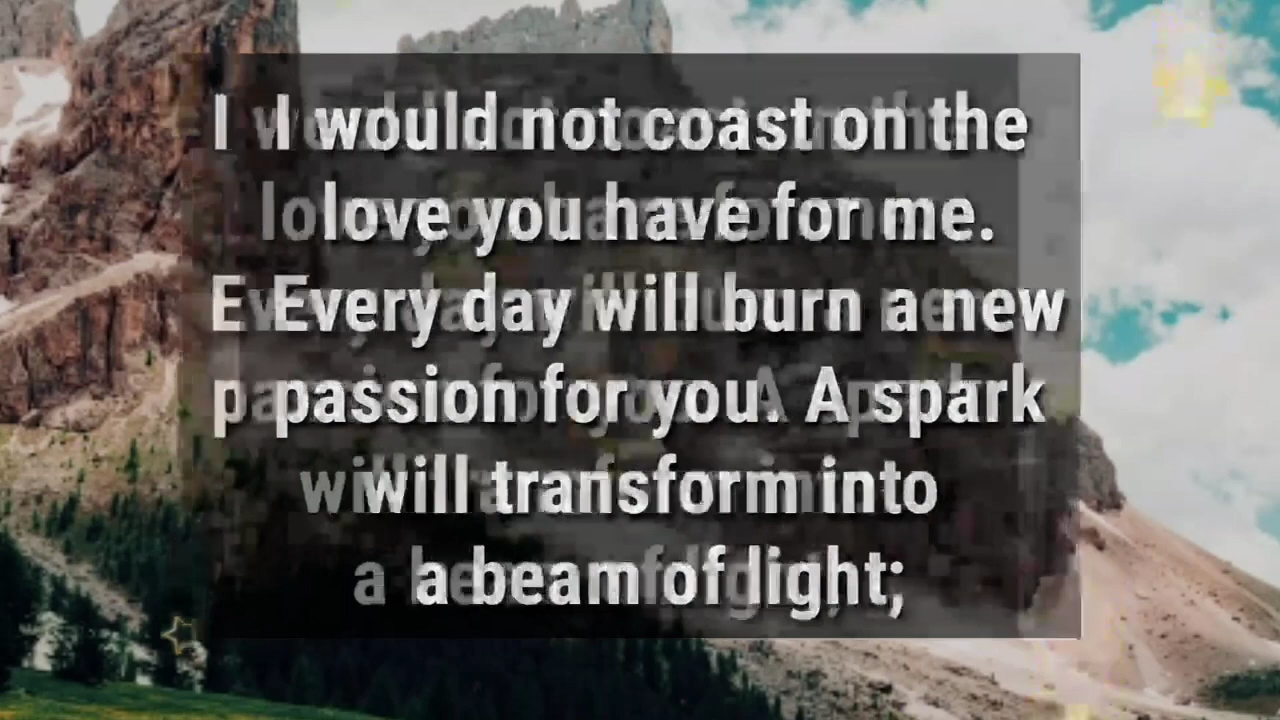 I would not coast on the
love you have for me.
Every day will burn a new
passion for you. A spark
will transform into
a beam of light;